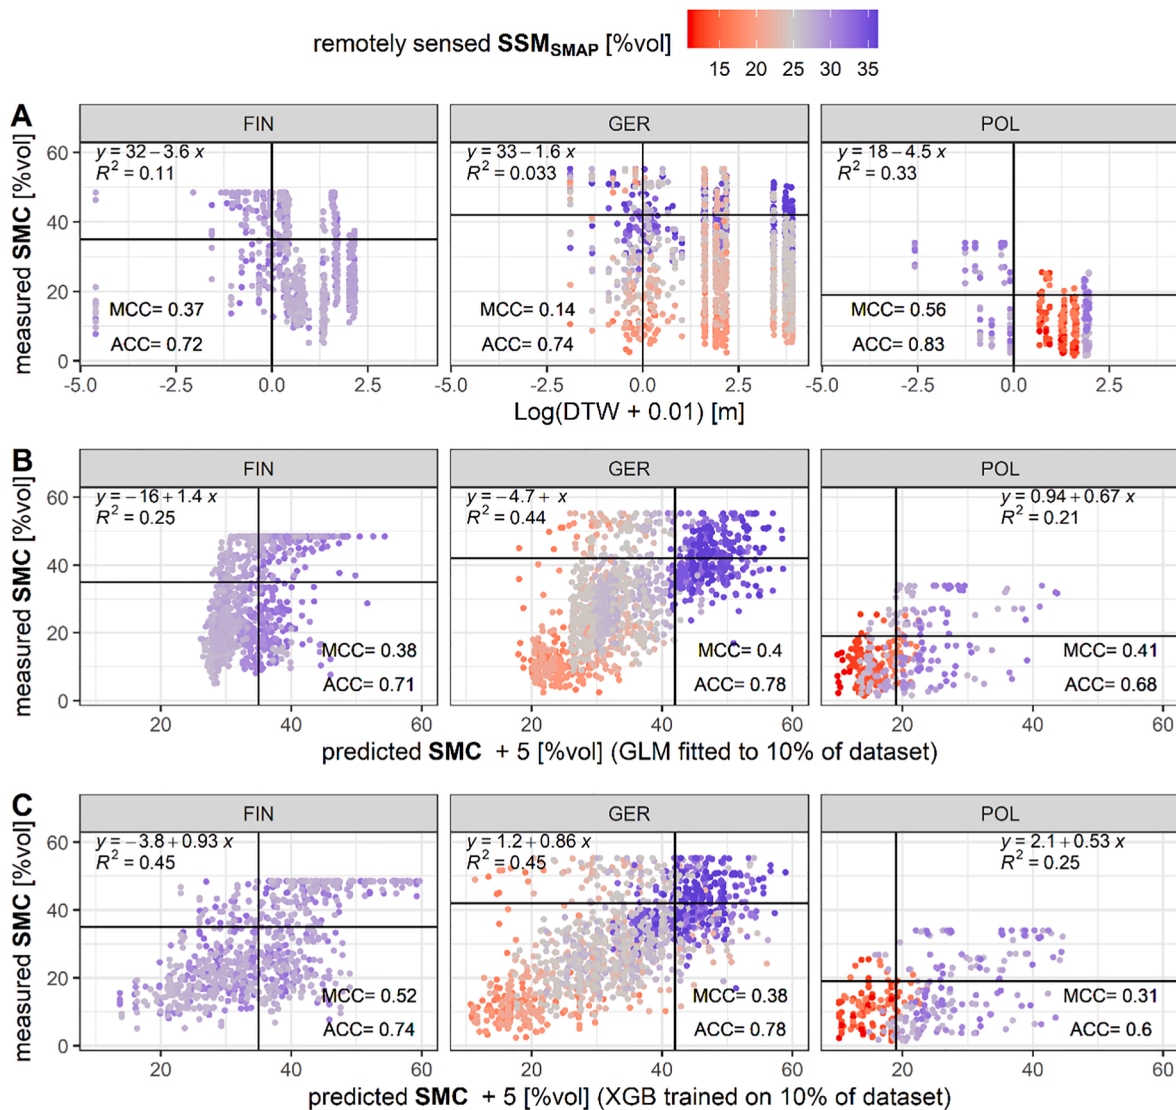 remotely sensed SSM_SMAP [%vol]
15 20 25 30 35
A
FIN GER POL
measured SMC [%vol]
60
40
20
0
y = 32 − 3.6 x
R² = 0.11
MCC= 0.37
ACC= 0.72
y = 33 − 1.6 x
R² = 0.033
MCC= 0.14
ACC= 0.74
y = 18 − 4.5 x
R² = 0.33
MCC= 0.56
ACC= 0.83
-5.0 -2.5 0.0 2.5 -5.0 -2.5 0.0 2.5 -5.0 -2.5 0.0 2.5
Log(DTW + 0.01) [m]
B
FIN GER POL
measured SMC [%vol]
60
40
20
0
y = −16 + 1.4 x
R² = 0.25
MCC= 0.38
ACC= 0.71
y = −4.7 + x
R² = 0.44
MCC= 0.4
ACC= 0.78
y = 0.94 + 0.67 x
R² = 0.21
MCC= 0.41
ACC= 0.68
20 40 60 20 40 60 20 40 60
predicted SMC + 5 [%vol] (GLM fitted to 10% of dataset)
C
FIN GER POL
measured SMC [%vol]
60
40
20
0
y = −3.8 + 0.93 x
R² = 0.45
MCC= 0.52
ACC= 0.74
y = 1.2 + 0.86 x
R² = 0.45
MCC= 0.38
ACC= 0.78
y = 2.1 + 0.53 x
R² = 0.25
MCC= 0.31
ACC= 0.6
20 40 60 20 40 60 20 40 60
predicted SMC + 5 [%vol] (XGB trained on 10% of dataset)